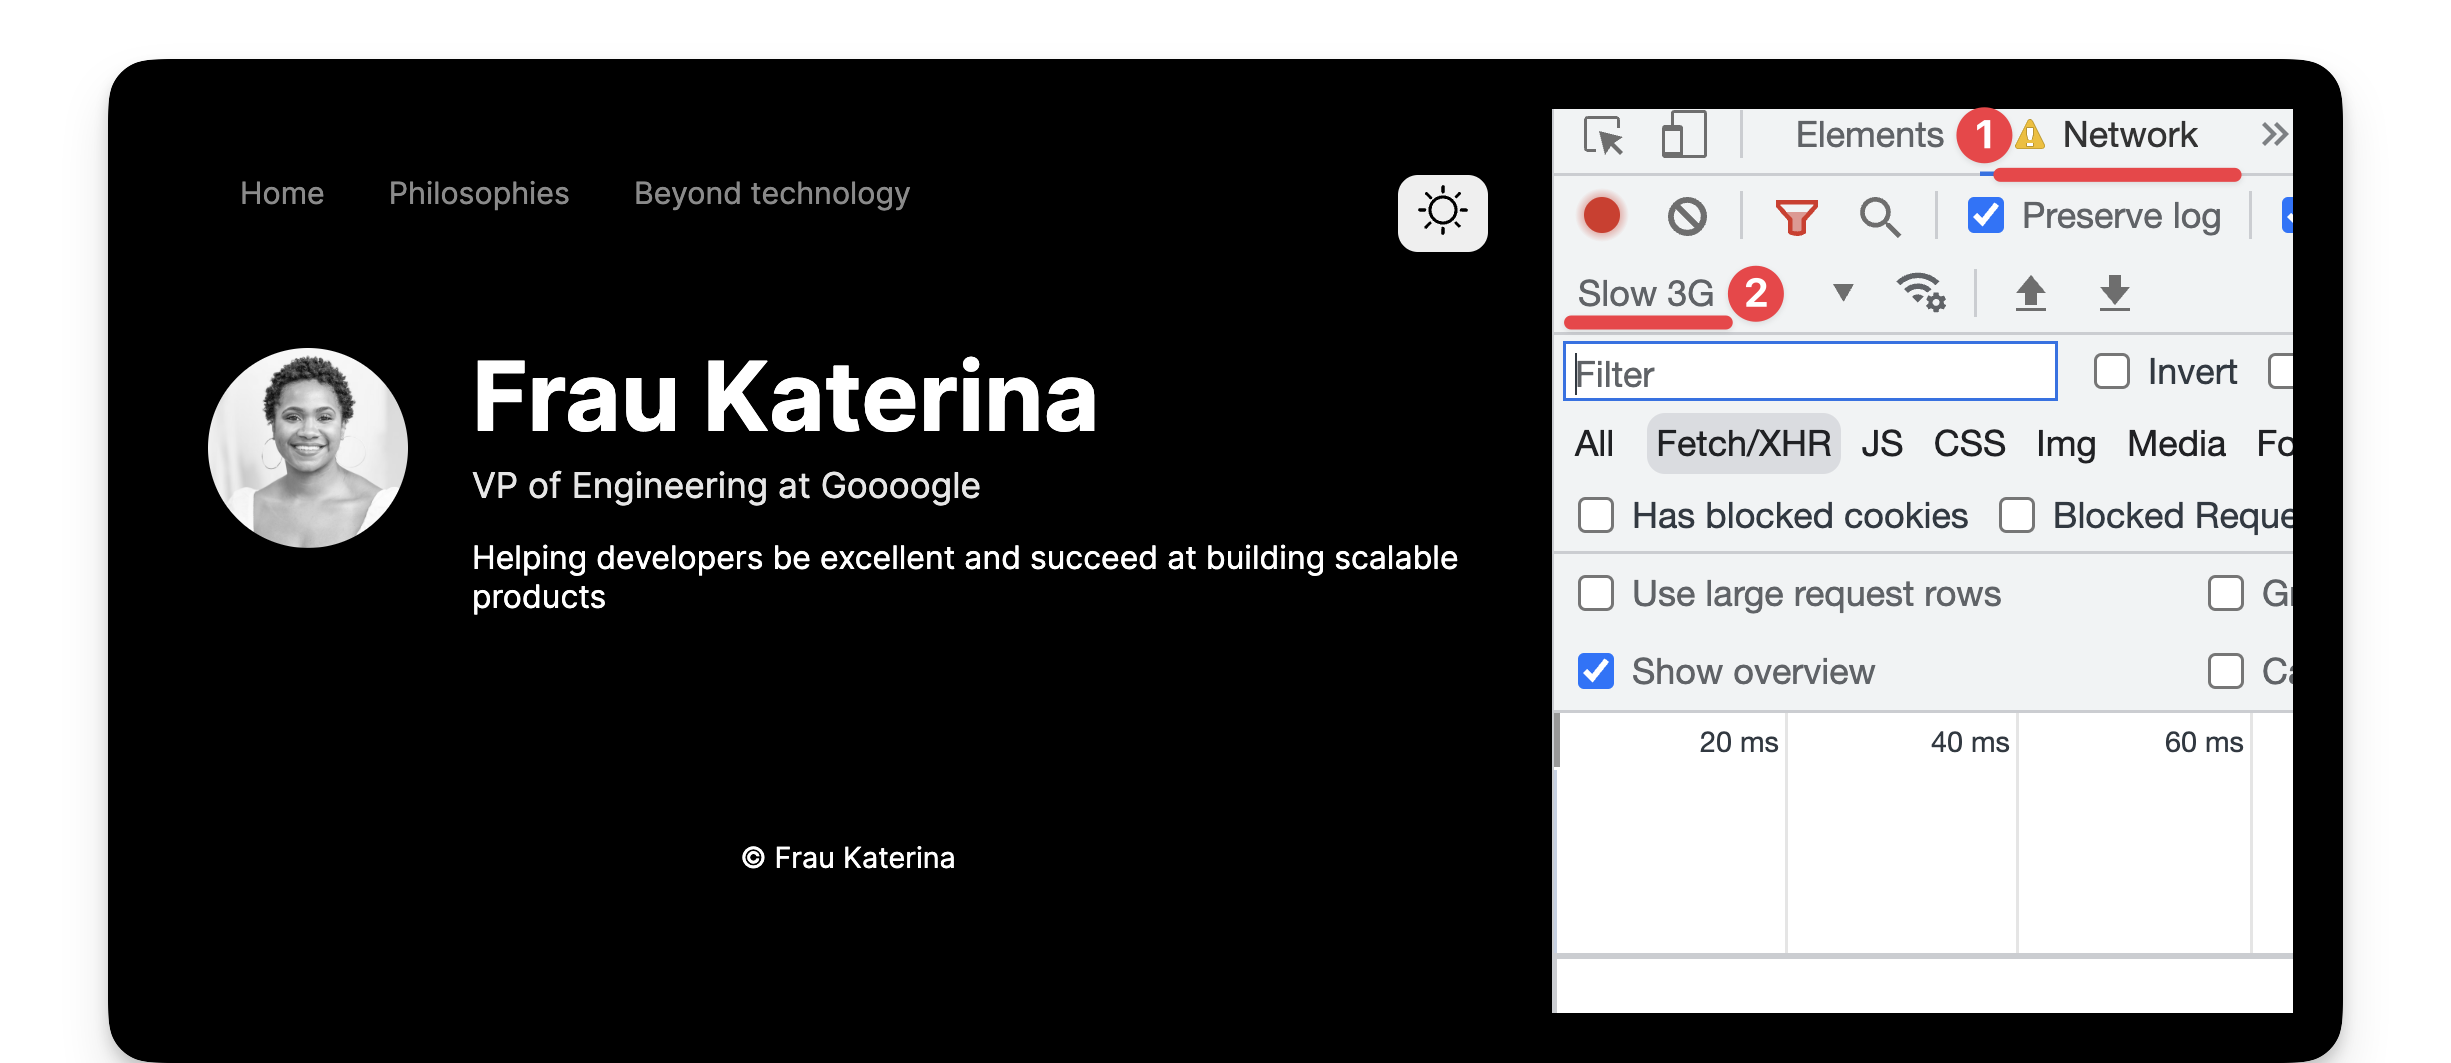 Home Philosophies Beyond technology
Frau Katerina
VP of Engineering at Goooogle
Helping developers be excellent and succeed at building scalable
products
© Frau Katerina
Elements 1 Network
Preserve log
Slow 3G 2
Filter Invert
All Fetch/XHR JS CSS Img Media Fo
Has blocked cookies Blocked Reque
Use large request rows Gr
Show overview Ca
20 ms 40 ms 60 ms